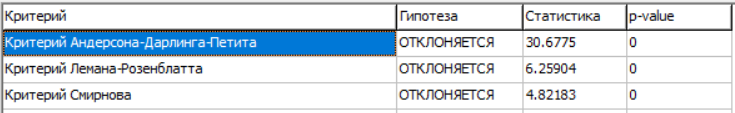 Критерий Гипотеза Статистика p-value
Критерий Андерсона-Дарлинга-Петита ОТКЛОНЯЕТСЯ 30.6775 0
Критерий Лемана-Розенблатта ОТКЛОНЯЕТСЯ 6.25904 0
Критерий Смирнова ОТКЛОНЯЕТСЯ 4.82183 0